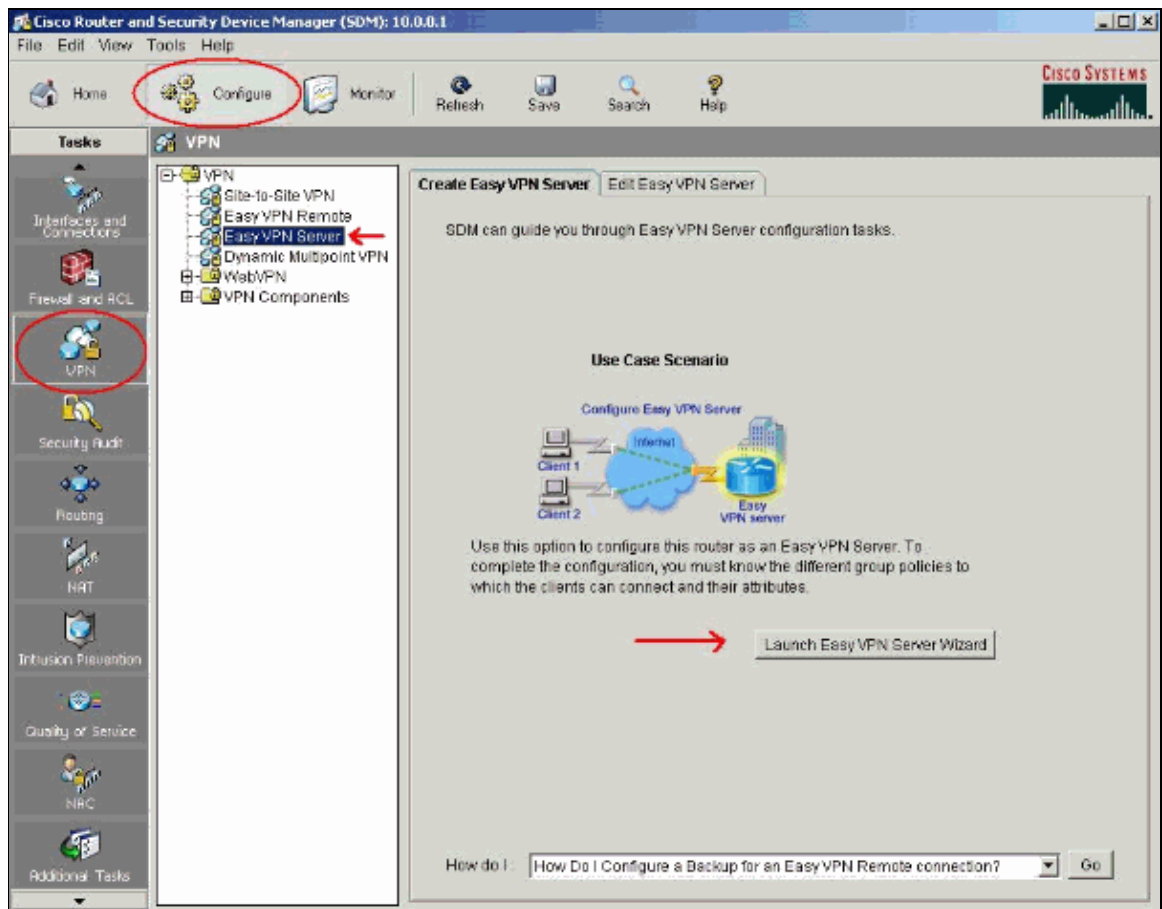 Cisco Router and Security Device Manager (SDM): 10.0.0.1
File Edit View Tools Help
Home
Configure
Monitor
Refresh
Save
Search
Help
CISCO SYSTEMS
Tasks
VPN
Interfaces and Connections
Firewall and ACL
VPN
Security Audit
Routing
NAT
Intrusion Prevention
Quality of Service
NAC
Additional Tasks
VPN
Site-to-Site VPN
Easy VPN Remote
Easy VPN Server
Dynamic Multipoint VPN
WebVPN
VPN Components
Create Easy VPN Server
Edit Easy VPN Server
SDM can guide you through Easy VPN Server configuration tasks.
Use Case Scenario
Configure Easy VPN Server
Internet
Client 1
Client 2
Easy
VPN server
Use this option to configure this router as an Easy VPN Server. To
complete the configuration, you must know the different group policies to
which the clients can connect and their attributes.
Launch Easy VPN Server Wizard
How do I:
How Do I Configure a Backup for an Easy VPN Remote connection?
Go